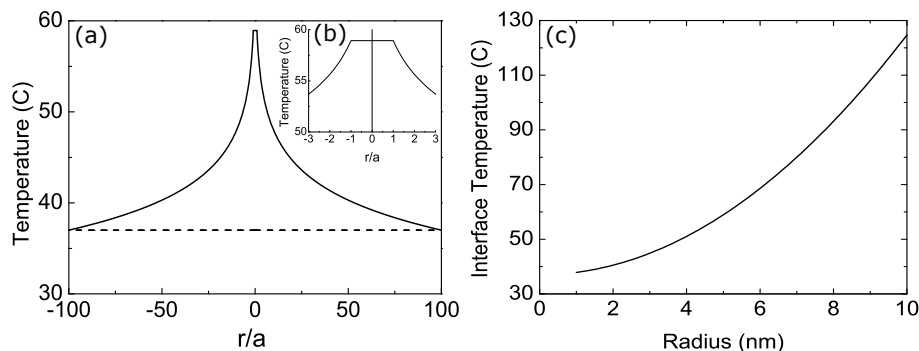 (a)
60
50
40
30
Temperature (C)
-100 -50 0 50 100
r/a
(b)
60
55
50
Temperature (C)
-3 -2 -1 0 1 2 3
r/a
(c)
130
110
90
70
50
30
Interface Temperature (C)
0 2 4 6 8 10
Radius (nm)